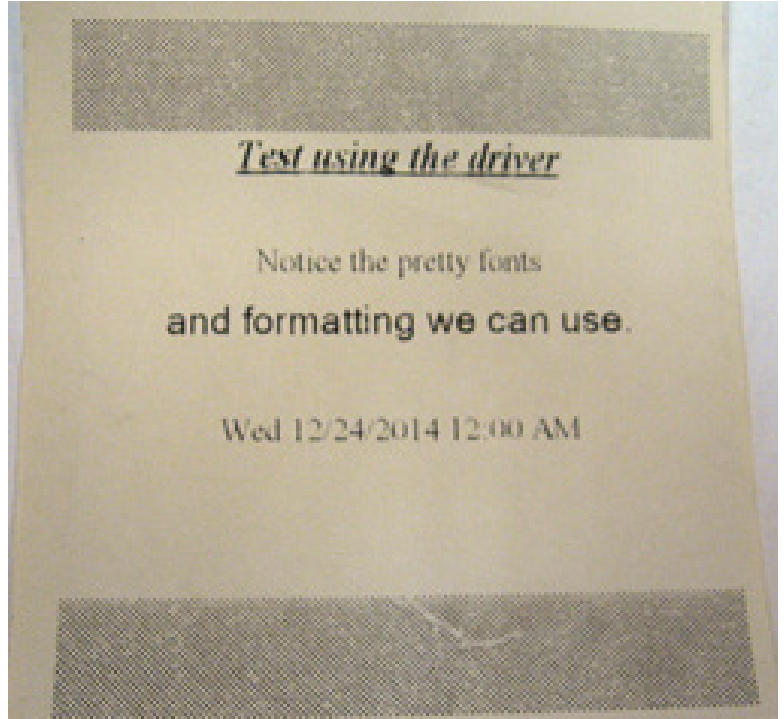 Test using the driver
Notice the pretty fonts
and formatting we can use.
Wed 12/24/2014 12:00 AM